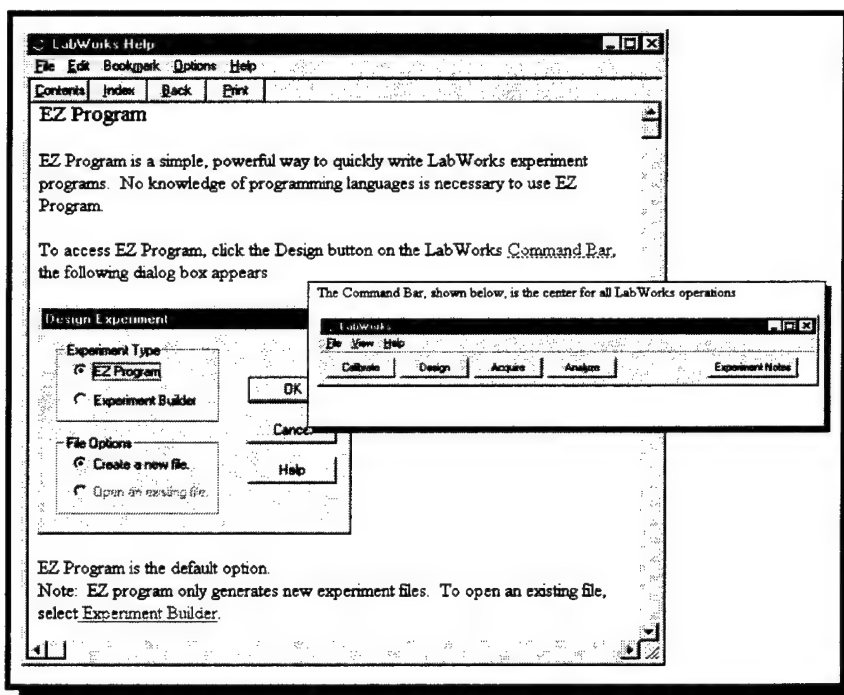 LabWorks Help
File Edit Bookmark Options Help
Contents Index Back Print
EZ Program
EZ Program is a simple, powerful way to quickly write LabWorks experiment
programs. No knowledge of programming languages is necessary to use EZ
Program.
To access EZ Program, click the Design button on the LabWorks Command Bar,
the following dialog box appears
The Command Bar, shown below, is the center for all LabWorks operations
LabWorks
File View Help
Calibrate Design Acquire Analyze Experiment Notes
Design Experiment
Experiment Type
EZ Program
Experiment Builder
File Options
Create a new file.
Open an existing file.
OK
Cancel
Help
EZ Program is the default option.
Note: EZ program only generates new experiment files. To open an existing file,
select Experiment Builder.